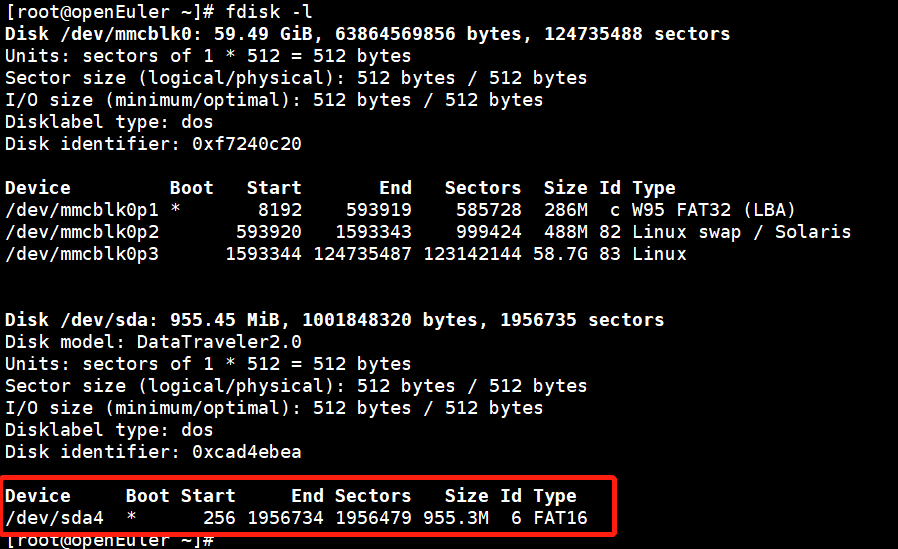 [root@openEuler ~]# fdisk -l
Disk /dev/mmcblk0: 59.49 GiB, 63864569856 bytes, 124735488 sectors
Units: sectors of 1 * 512 = 512 bytes
Sector size (logical/physical): 512 bytes / 512 bytes
I/O size (minimum/optimal): 512 bytes / 512 bytes
Disklabel type: dos
Disk identifier: 0xf7240c20
Device         Boot   Start       End   Sectors  Size Id Type
/dev/mmcblk0p1 *       8192    593919    585728  286M  c W95 FAT32 (LBA)
/dev/mmcblk0p2       593920   1593343    999424  488M 82 Linux swap / Solaris
/dev/mmcblk0p3      1593344 124735487 123142144 58.7G 83 Linux
Disk /dev/sda: 955.45 MiB, 1001848320 bytes, 1956735 sectors
Disk model: DataTraveler2.0
Units: sectors of 1 * 512 = 512 bytes
Sector size (logical/physical): 512 bytes / 512 bytes
I/O size (minimum/optimal): 512 bytes / 512 bytes
Disklabel type: dos
Disk identifier: 0xcad4ebea
Device     Boot Start     End Sectors   Size Id Type
/dev/sda4  *      256 1956734 1956479 955.3M  6 FAT16
[root@openEuler ~]#